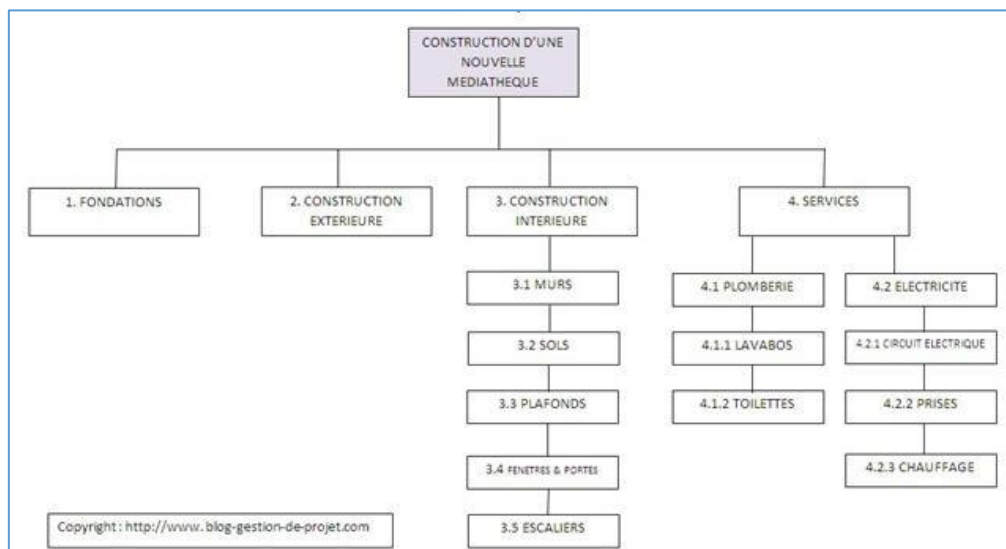 CONSTRUCTION D'UNE
NOUVELLE
MEDIATHEQUE
1. FONDATIONS
2. CONSTRUCTION
EXTERIEURE
3. CONSTRUCTION
INTERIEURE
4. SERVICES
3.1 MURS
3.2 SOLS
3.3 PLAFONDS
3.4 FENETRES & PORTES
3.5 ESCALIERS
4.1 PLOMBERIE
4.1.1 LAVABOS
4.1.2 TOILETTES
4.2 ELECTRICITE
4.2.1 CIRCUIT ELECTRIQUE
4.2.2 PRISES
4.2.3 CHAUFFAGE
Copyright : http://www. blog-gestion-de-projet.com